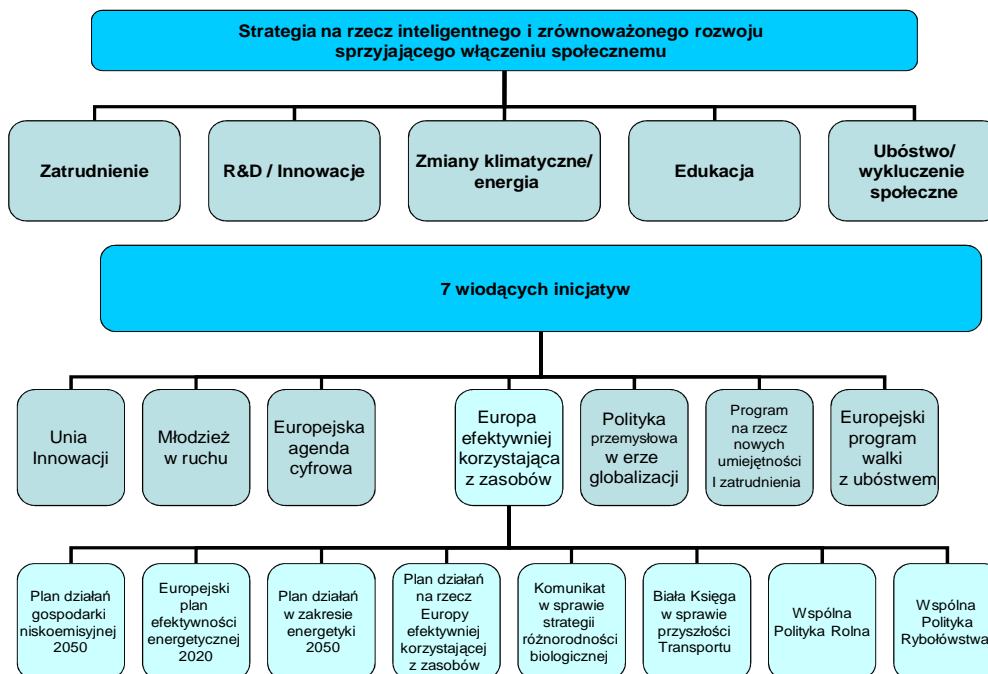 Strategia na rzecz inteligentnego i zrównoważonego rozwoju
sprzyjającego włączeniu społecznemu
Zatrudnienie
R&D / Innowacje
Zmiany klimatyczne/
energia
Edukacja
Ubóstwo/
wykluczenie
społeczne
7 wiodących inicjatyw
Unia
Innowacji
Młodzież
w ruchu
Europejska
agenda
cyfrowa
Europa
efektywniej
korzystająca
z zasobów
Polityka
przemysłowa
w erze
globalizacji
Program
na rzecz
nowych
umiejętności
I zatrudnienia
Europejski
program
walki
z ubóstwem
Plan działań
gospodarki
niskoemisyjnej
2050
Europejski
plan
efektywności
energetycznej
2020
Plan działań
w zakresie
energetyki
2050
Plan działań
na rzecz
Europy
efektywniej
korzystającej
z zasobów
Komunikat
w sprawie
strategii
różnorodności
biologicznej
Biała Księga
w sprawie
przyszłości
Transportu
Wspólna
Polityka Rolna
Wspólna
Polityka
Rybołówstwa